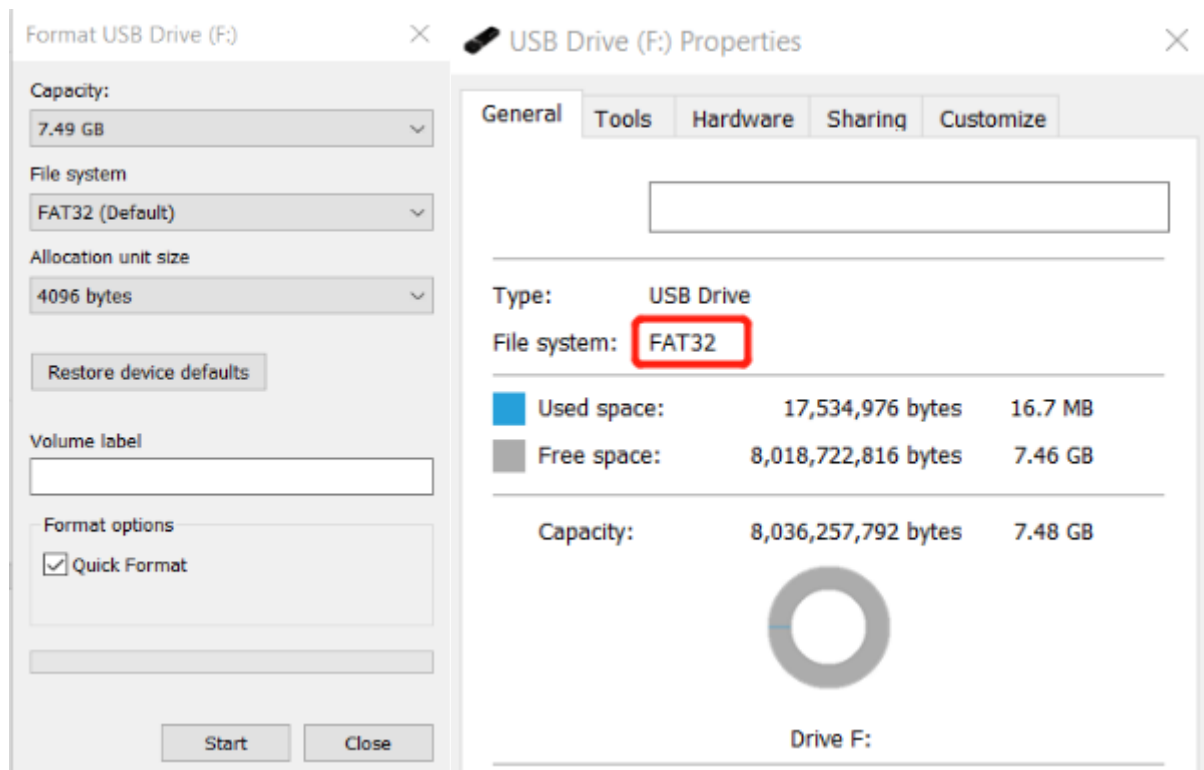 Format USB Drive (F:)
Capacity:
7.49 GB
File system
FAT32 (Default)
Allocation unit size
4096 bytes
Restore device defaults
Volume label
Format options
Quick Format
Start Close
USB Drive (F:) Properties
General Tools Hardware Sharing Customize
Type: USB Drive
File system: FAT32
Used space: 17,534,976 bytes 16.7 MB
Free space: 8,018,722,816 bytes 7.46 GB
Capacity: 8,036,257,792 bytes 7.48 GB
Drive F: